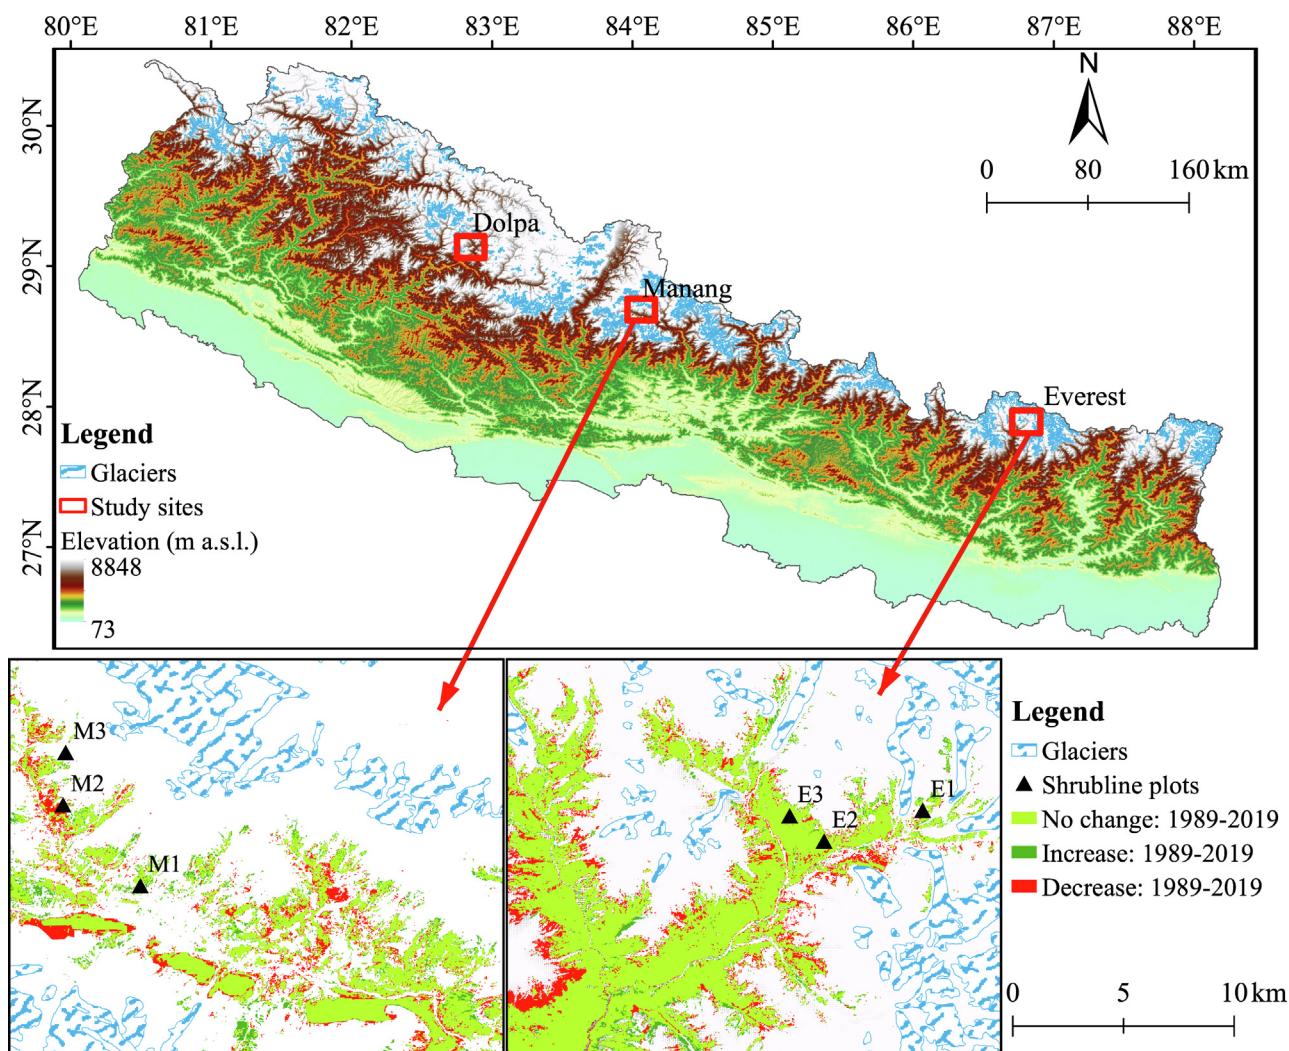 80°E 81°E 82°E 83°E 84°E 85°E 86°E 87°E 88°E
N
30°N
0 80 160 km
Dolpa
29°N
Manang
28°N
Everest
Legend
Glaciers
Study sites
27°N
Elevation (m a.s.l.)
8848
73
M3
M2
M1
E3
E2
E1
Legend
Glaciers
Shrubline plots
No change: 1989-2019
Increase: 1989-2019
Decrease: 1989-2019
0 5 10 km